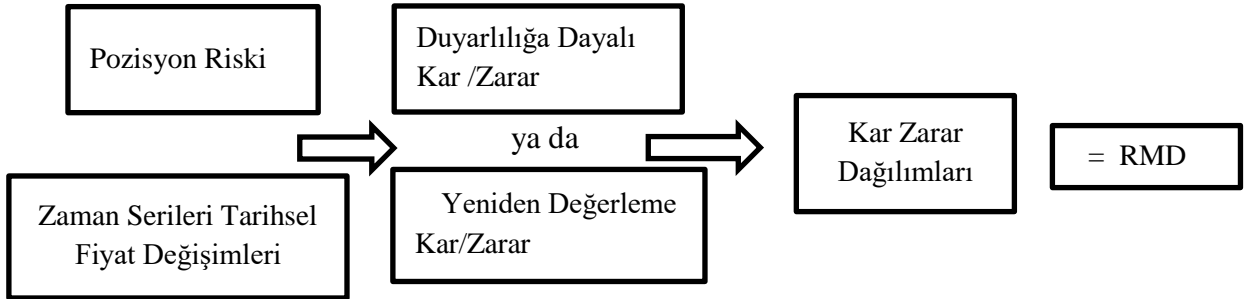 Pozisyon Riski
Zaman Serileri Tarihsel
Fiyat Değişimleri
Duyarlılığa Dayalı
Kar /Zarar
ya da
Yeniden Değerleme
Kar/Zarar
Kar Zarar
Dağılımları
= RMD